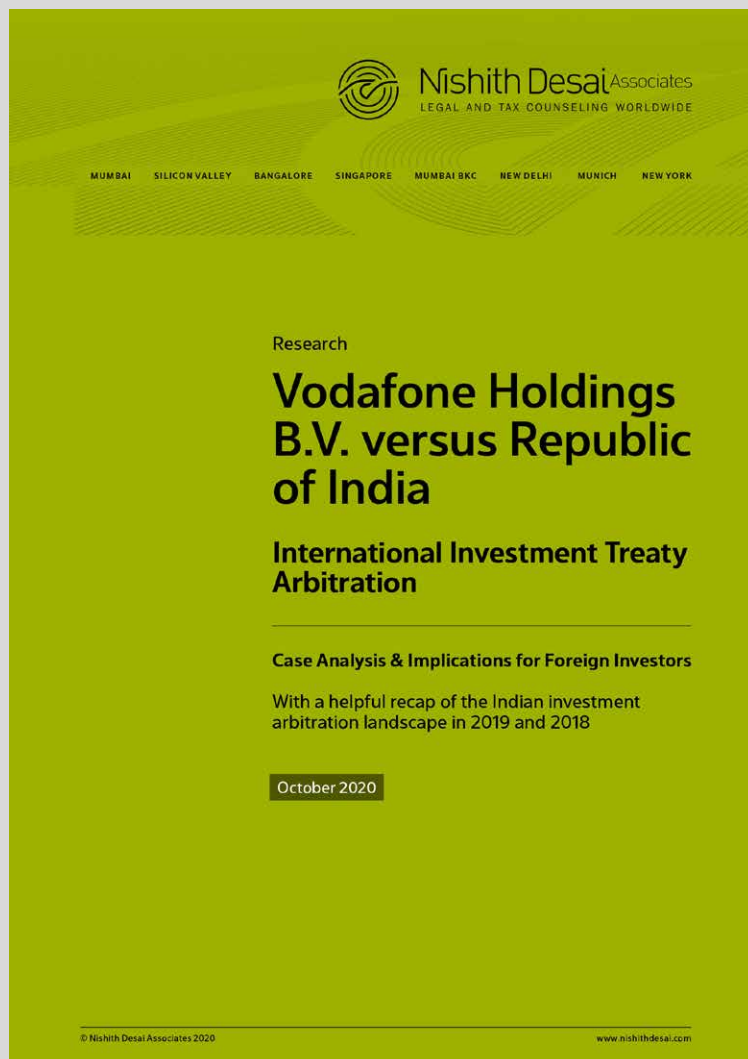 Nishith Desai Associates
LEGAL AND TAX COUNSELING WORLDWIDE
MUMBAI SILICON VALLEY BANGALORE SINGAPORE MUMBAI BKC NEW DELHI MUNICH NEW YORK
Research
Vodafone Holdings
B.V. versus Republic
of India
International Investment Treaty
Arbitration
Case Analysis & Implications for Foreign Investors
With a helpful recap of the Indian investment
arbitration landscape in 2019 and 2018
October 2020
© Nishith Desai Associates 2020 www.nishithdesai.com